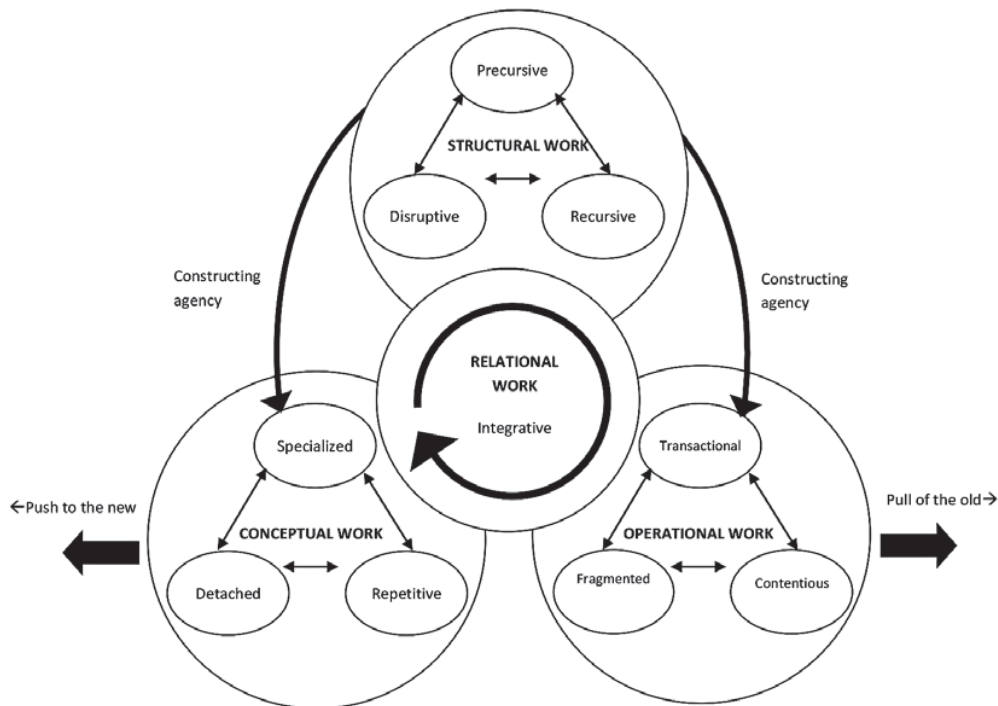 Precursive
STRUCTURAL WORK
Disruptive
Recursive
Constructing
agency
Constructing
agency
RELATIONAL
WORK
Integrative
Specialized
Transactional
←Push to the new
Pull of the old→
CONCEPTUAL WORK
OPERATIONAL WORK
Detached
Repetitive
Fragmented
Contentious